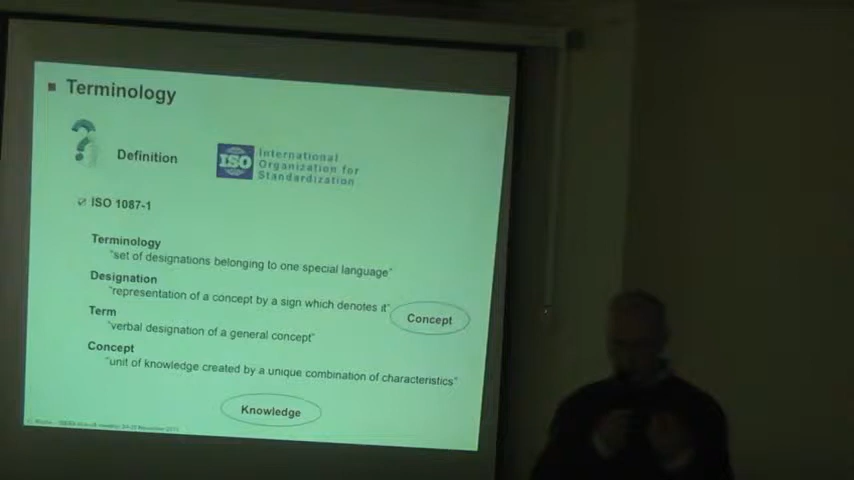 Terminology
Definition
ISO
International
Organization for
Standardization
ISO 1087-1
Terminology
"set of designations belonging to one special language"
Designation
"representation of a concept by a sign which denotes it"
Concept
Term
"verbal designation of a general concept"
Concept
"unit of knowledge created by a unique combination of characteristics"
Knowledge